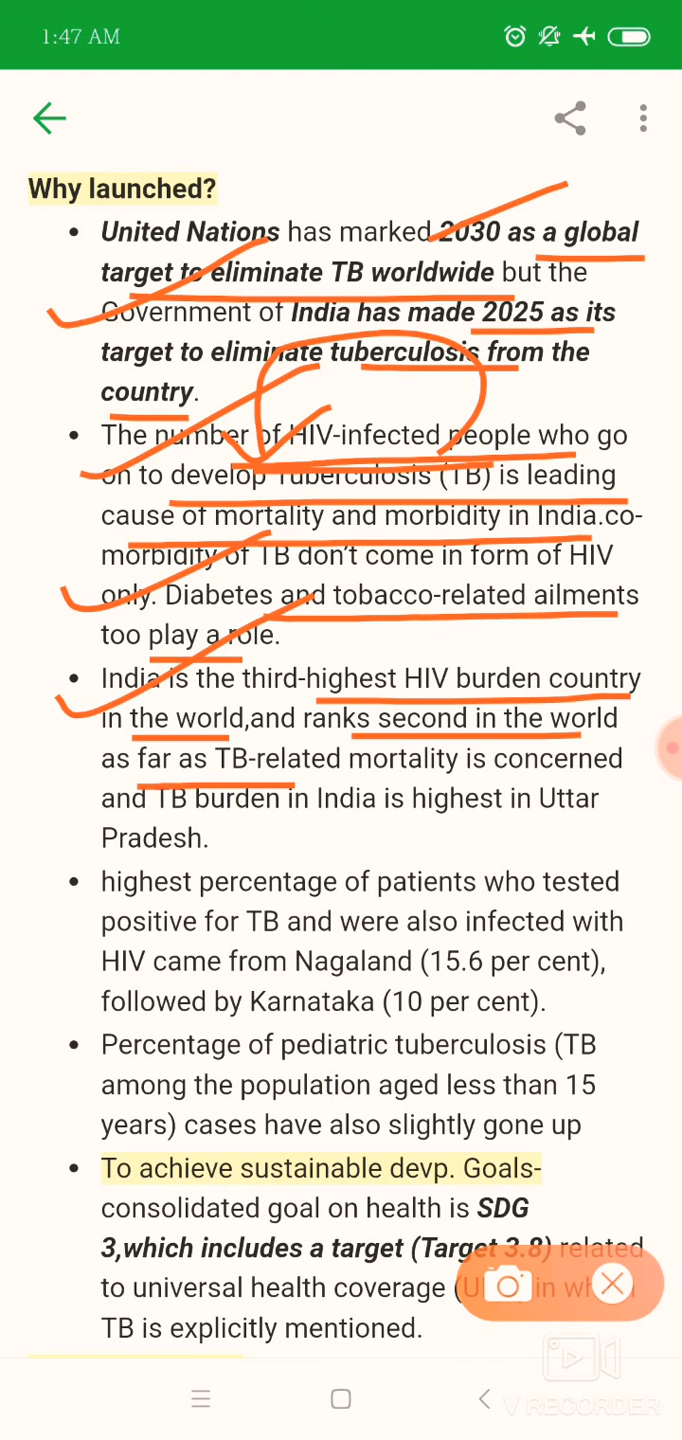 1:47 AM
Why launched?
• United Nations has marked 2030 as a global
target to eliminate TB worldwide but the
Government of India has made 2025 as its
target to eliminate tuberculosis from the
country.
• The number of HIV-infected people who go
on to develop Tuberculosis (TB) is leading
cause of mortality and morbidity in India.co-
morbidity of TB don't come in form of HIV
only. Diabetes and tobacco-related ailments
too play a role.
• India is the third-highest HIV burden country
in the world,and ranks second in the world
as far as TB-related mortality is concerned
and TB burden in India is highest in Uttar
Pradesh.
• highest percentage of patients who tested
positive for TB and were also infected with
HIV came from Nagaland (15.6 per cent),
followed by Karnataka (10 per cent).
• Percentage of pediatric tuberculosis (TB
among the population aged less than 15
years) cases have also slightly gone up
• To achieve sustainable devp. Goals-
consolidated goal on health is SDG
3,which includes a target (Target 3.8) related
to universal health coverage in
TB is explicitly mentioned.
V RECORDER